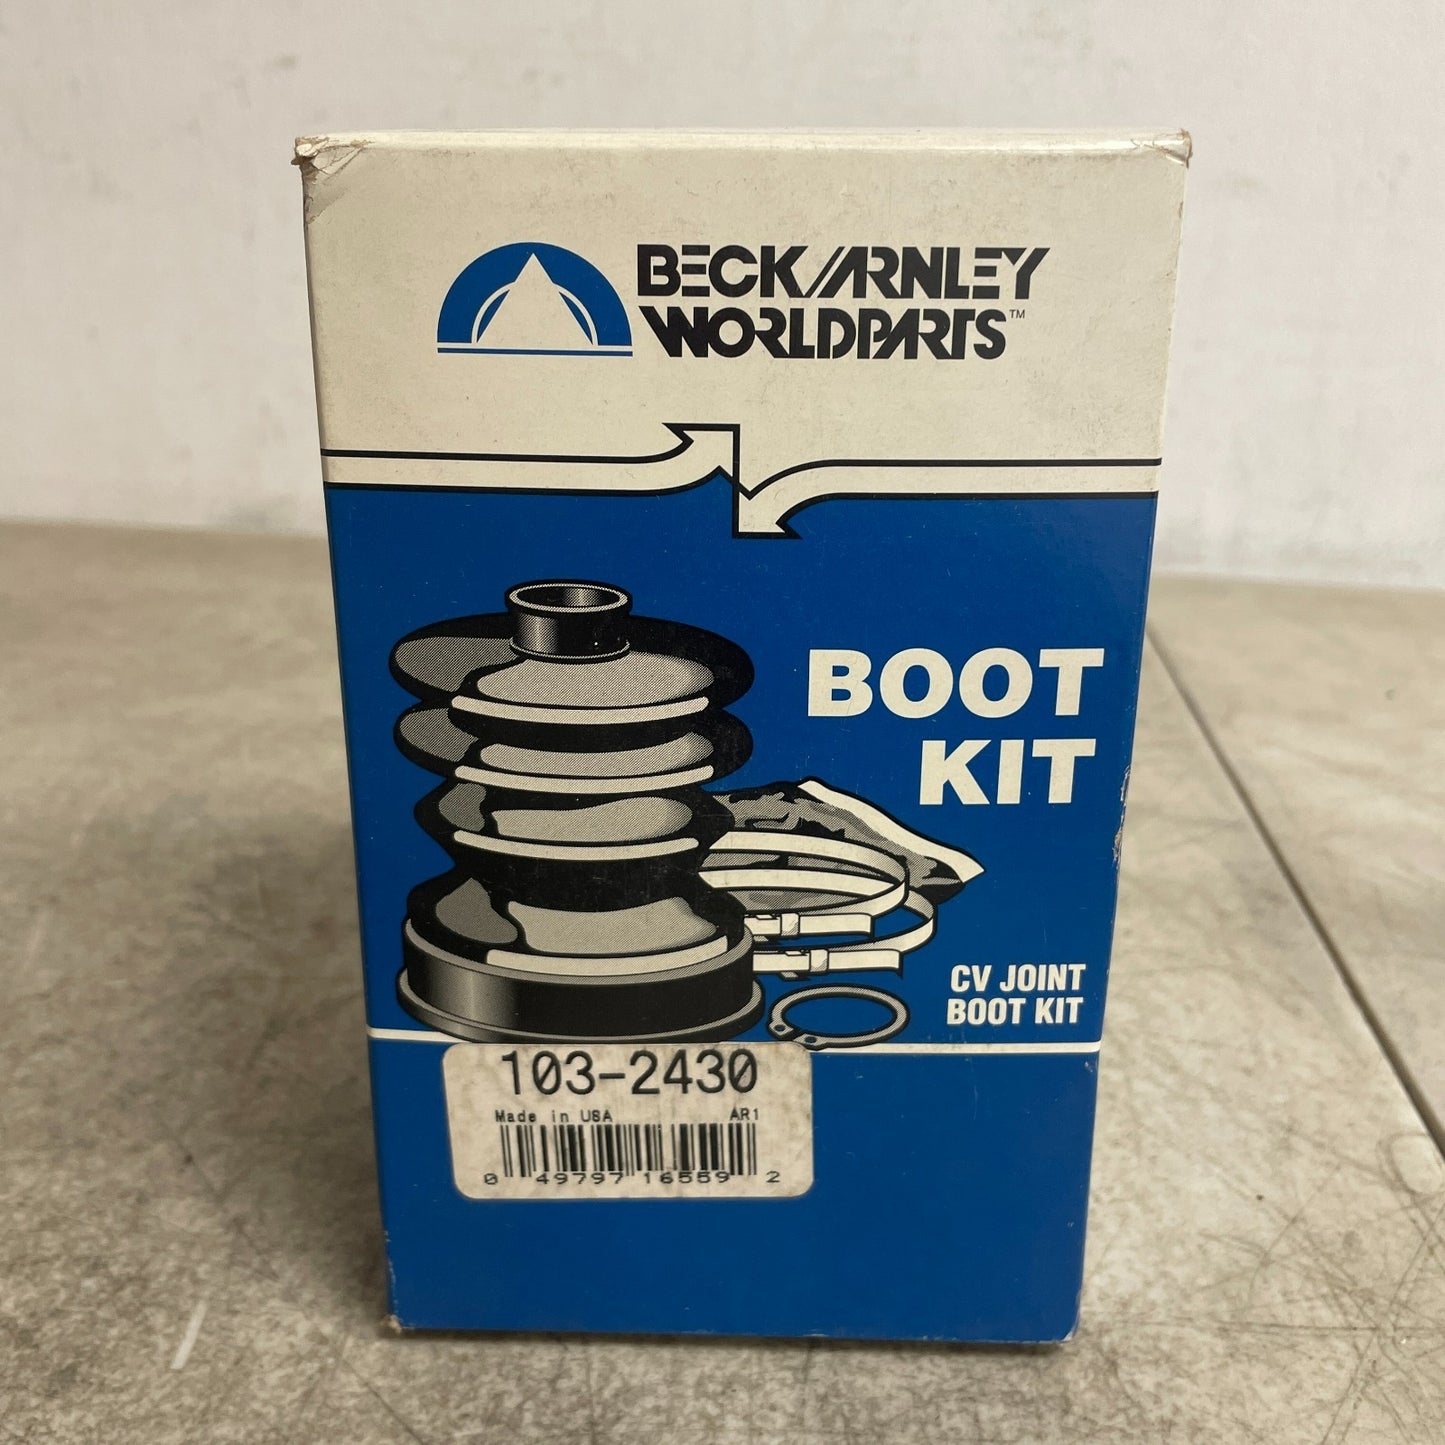 BECK/ARNLEY
WORLDPARTS™
BOOT
KIT
CV JOINT
BOOT KIT
103-2430
Made in USA AR1
0 49797 16559 2